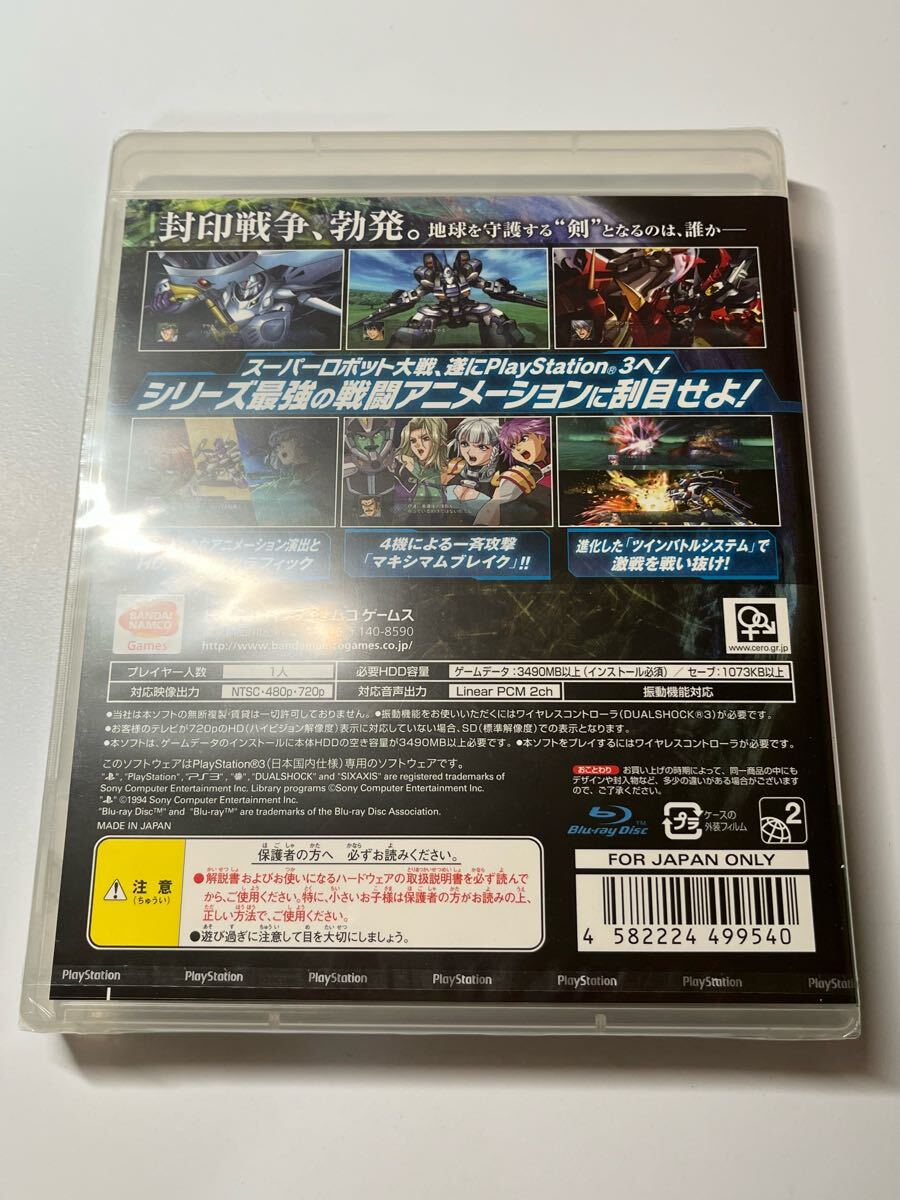 封印戦争、勃発。地球を守護する“剣”となるのは、誰か―
スーパーロボット大戦、遂にPlayStation®3へ!
シリーズ最強の戦闘アニメーションに刮目せよ!
アニメーション演出と
4機による一斉攻撃
「マキシマムブレイク」!!
進化した「ツインバトルシステム」で
激戦を戦い抜け!
BANDAI
NAMCO
Games
ムコ ゲームス
140-8590
http://www.bandainamcogames.co.jp/
www.cero.gr.jp
プレイヤー人数 1人 必要HDD容量 ゲームデータ:3490MB以上(インストール必須) / セーブ:1073KB以上
対応映像出力 NTSC・480p・720p 対応音声出力 Linear PCM 2ch 振動機能対応
●当社は本ソフトの無断複製・賃貸は一切許可しておりません。●振動機能をお使いいただくにはワイヤレスコントローラ(DUALSHOCK®3)が必要です。
●お客様のテレビが720pのHD(ハイビジョン解像度)表示に対応していない場合、SD(標準解像度)での表示になります。
●本ソフトは、ゲームデータのインストールに本体HDDの空き容量が3490MB以上必要です。●本ソフトをプレイするにはワイヤレスコントローラが必要です。
このソフトウェアはPlayStation®3(日本国内仕様)専用のソフトウェアです。
"PlayStation", "PS3", "DUALSHOCK" and "SIXAXIS" are registered trademarks of
Sony Computer Entertainment Inc. Library programs ©Sony Computer Entertainment Inc.
©1994 Sony Computer Entertainment Inc.
"Blu-ray Disc™" and "Blu-ray™" are trademarks of the Blu-ray Disc Association.
MADE IN JAPAN
おことわり お買い上げの時期によって、同一商品の中にも
デザインや封入物など、多少の違いがある場合がございます
ので、ご了承ください。
Blu-ray Disc™
プラ
ケースの
外装フィルム
2
保護者の方へ 必ずお読みください。
注意
(ちゅうい)
●解説書およびお使いになるハードウェアの取扱説明書を必ず読んで
から、ご使用ください。特に、小さいお子様は保護者の方がお読みの上、
正しい方法で、ご使用ください。
●遊び過ぎに注意して目を大切にしましょう。
FOR JAPAN ONLY
4 582224 499540
PlayStation PlayStation PlayStation PlayStation PlayStation PlayStation PlayStati